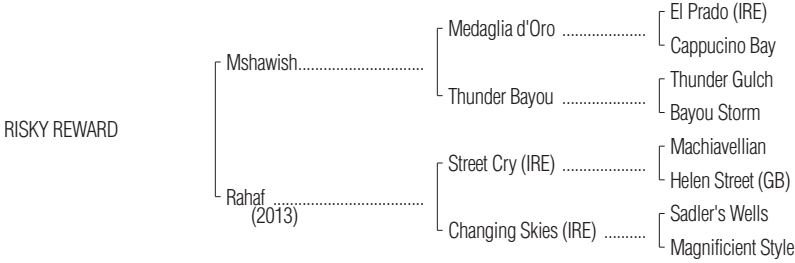 El Prado (IRE)
Medaglia d'Oro ....................
Cappucino Bay
Mshawish..............................
Thunder Gulch
Thunder Bayou ....................
Bayou Storm
RISKY REWARD
Machiavellian
Street Cry (IRE) ....................
Helen Street (GB)
Rahaf ....................................
(2013)
Sadler's Wells
Changing Skies (IRE) ..........
Magnificient Style